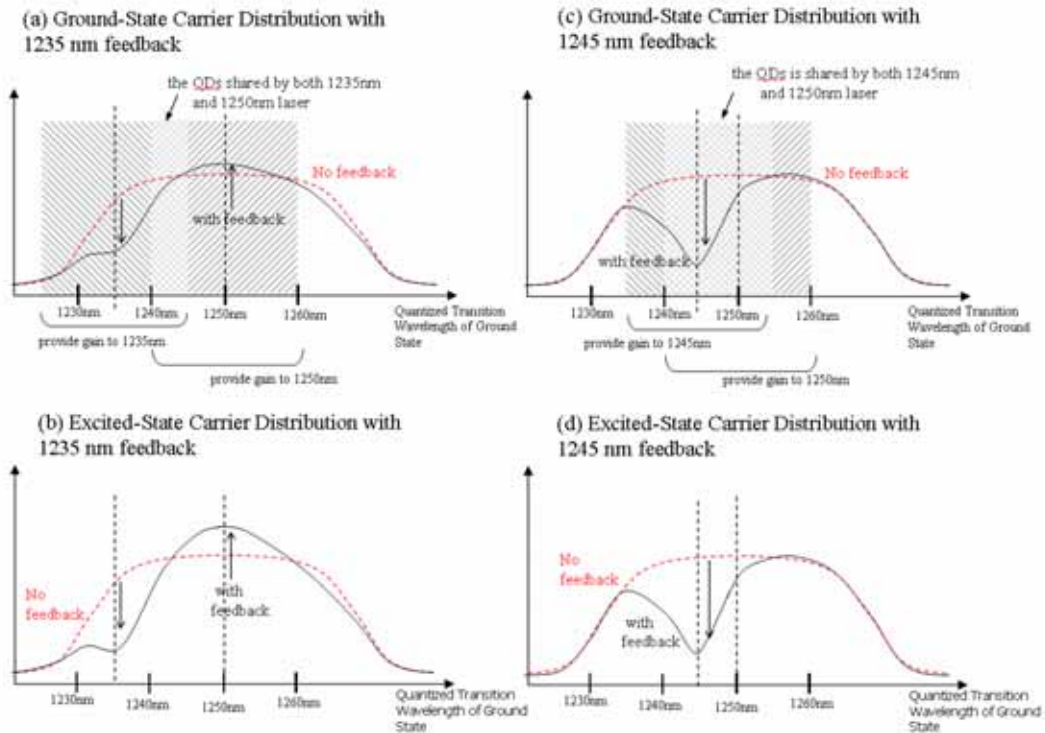 (a) Ground-State Carrier Distribution with
1235 nm feedback
the QDs shared by both 1235nm
and 1250nm laser
No feedback
with feedback
1230nm
1240nm
1250nm
1260nm
Quantized Transition
Wavelength of Ground
State
provide gain to 1235nm
provide gain to 1250nm
(c) Ground-State Carrier Distribution with
1245 nm feedback
the QDs is shared by both 1245nm
and 1250nm laser
No feedback
with feedback
1230nm
1240nm
1250nm
1260nm
Quantized Transition
Wavelength of Ground
State
provide gain to 1245nm
provide gain to 1250nm
(b) Excited-State Carrier Distribution with
1235 nm feedback
No
feedback
with
feedback
1230nm
1240nm
1250nm
1260nm
Quantized Transition
Wavelength of Ground
State
(d) Excited-State Carrier Distribution with
1245 nm feedback
No
feedback
with
feedback
1230nm
1240nm
1250nm
1260nm
Quantized Transition
Wavelength of Ground
State